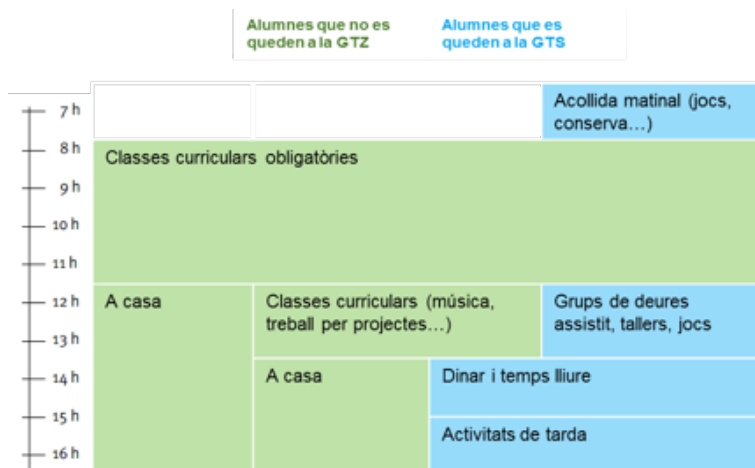 Alumnes que no es
queden a la GTZ
Alumnes que es
queden a la GTS
7 h
Acollida matinal (jocs,
conserva…)
8 h
Classes curriculars obligatòries
9 h
10 h
11 h
12 h
A casa
Classes curriculars (música,
treball per projectes…)
Grups de deures
assistit, tallers, jocs
13 h
14 h
A casa
Dinar i temps lliure
15 h
Activitats de tarda
16 h